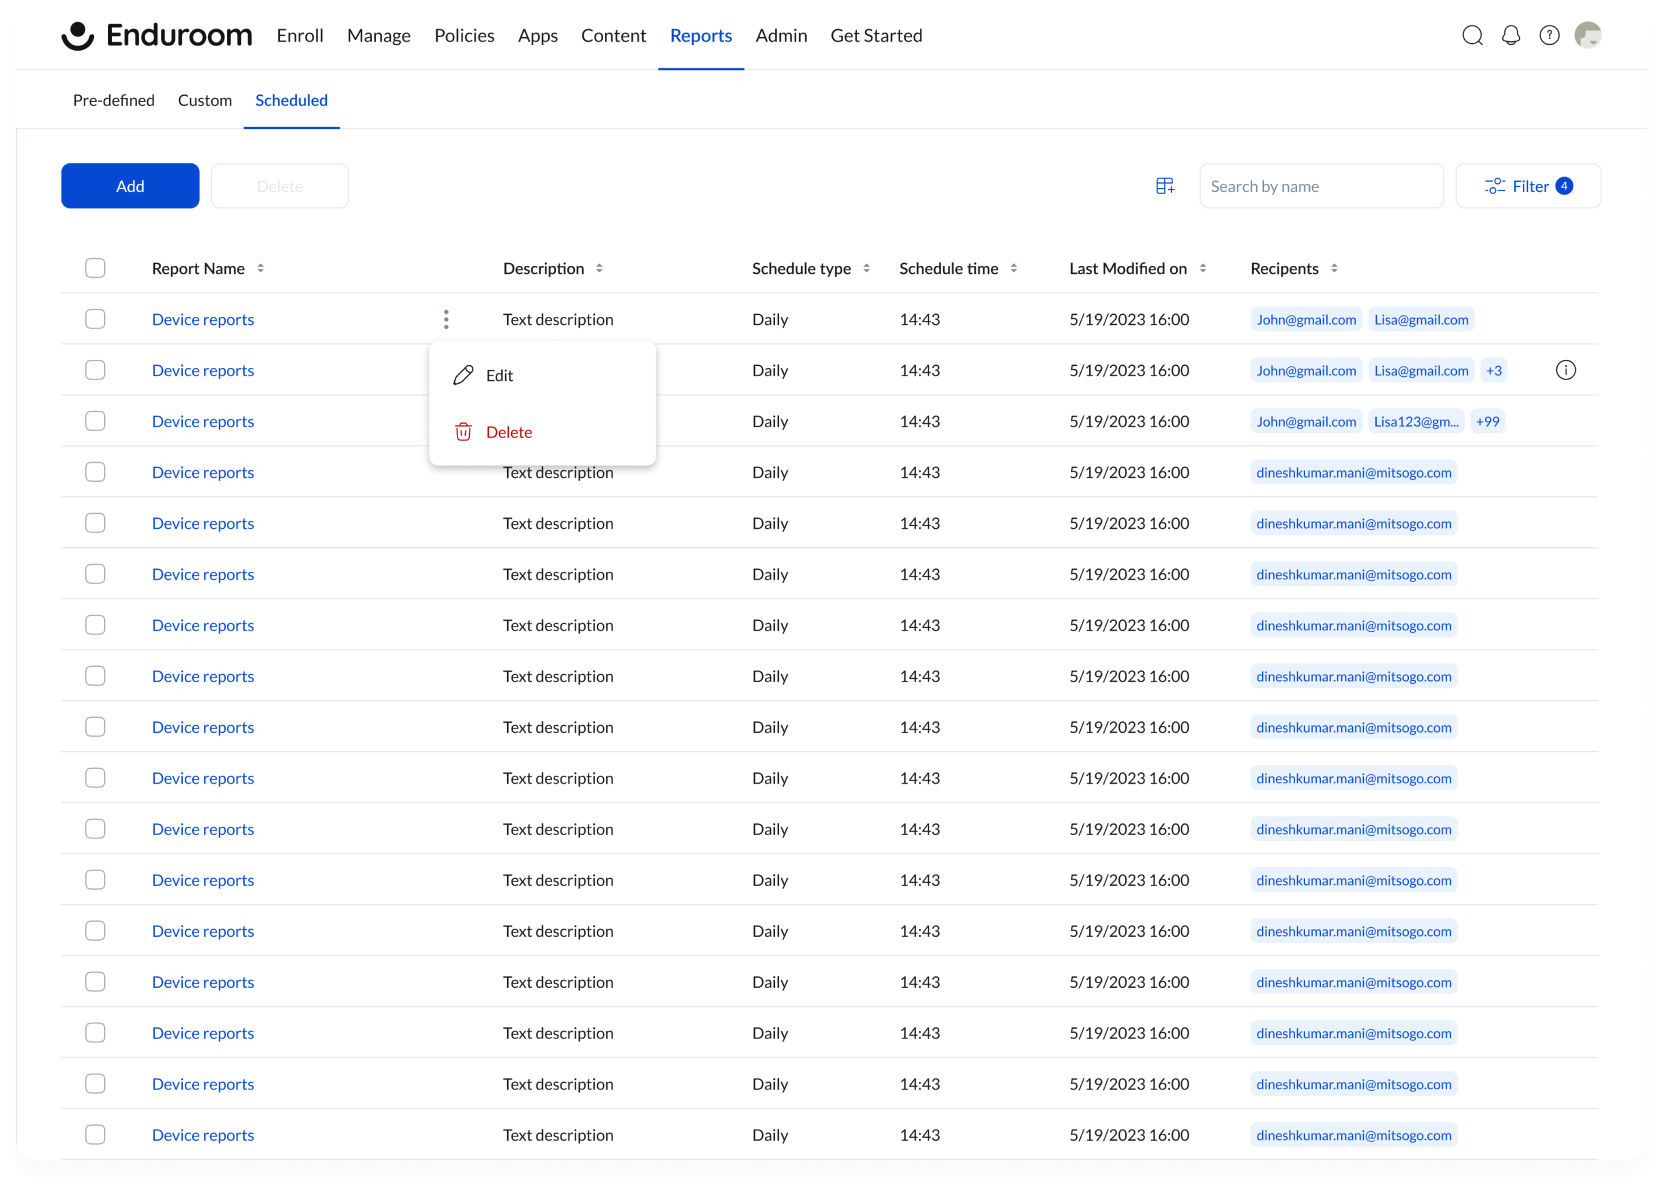 Enduroom Enroll Manage Policies Apps Content Reports Admin Get Started ?
Pre-defined Custom Scheduled
Add Delete Search by name Filter 4
Report Name Description Schedule type Schedule time Last Modified on Recipents
Device reports Text description Daily 14:43 5/19/2023 16:00 John@gmail.com Lisa@gmail.com
Device reports Daily 14:43 5/19/2023 16:00 John@gmail.com Lisa@gmail.com +3
Edit
Device reports Daily 14:43 5/19/2023 16:00 John@gmail.com Lisa123@gm... +99
Delete
Device reports Text description Daily 14:43 5/19/2023 16:00 dineshkumar.mani@mitsogo.com
Device reports Text description Daily 14:43 5/19/2023 16:00 dineshkumar.mani@mitsogo.com
Device reports Text description Daily 14:43 5/19/2023 16:00 dineshkumar.mani@mitsogo.com
Device reports Text description Daily 14:43 5/19/2023 16:00 dineshkumar.mani@mitsogo.com
Device reports Text description Daily 14:43 5/19/2023 16:00 dineshkumar.mani@mitsogo.com
Device reports Text description Daily 14:43 5/19/2023 16:00 dineshkumar.mani@mitsogo.com
Device reports Text description Daily 14:43 5/19/2023 16:00 dineshkumar.mani@mitsogo.com
Device reports Text description Daily 14:43 5/19/2023 16:00 dineshkumar.mani@mitsogo.com
Device reports Text description Daily 14:43 5/19/2023 16:00 dineshkumar.mani@mitsogo.com
Device reports Text description Daily 14:43 5/19/2023 16:00 dineshkumar.mani@mitsogo.com
Device reports Text description Daily 14:43 5/19/2023 16:00 dineshkumar.mani@mitsogo.com
Device reports Text description Daily 14:43 5/19/2023 16:00 dineshkumar.mani@mitsogo.com
Device reports Text description Daily 14:43 5/19/2023 16:00 dineshkumar.mani@mitsogo.com
Device reports Text description Daily 14:43 5/19/2023 16:00 dineshkumar.mani@mitsogo.com